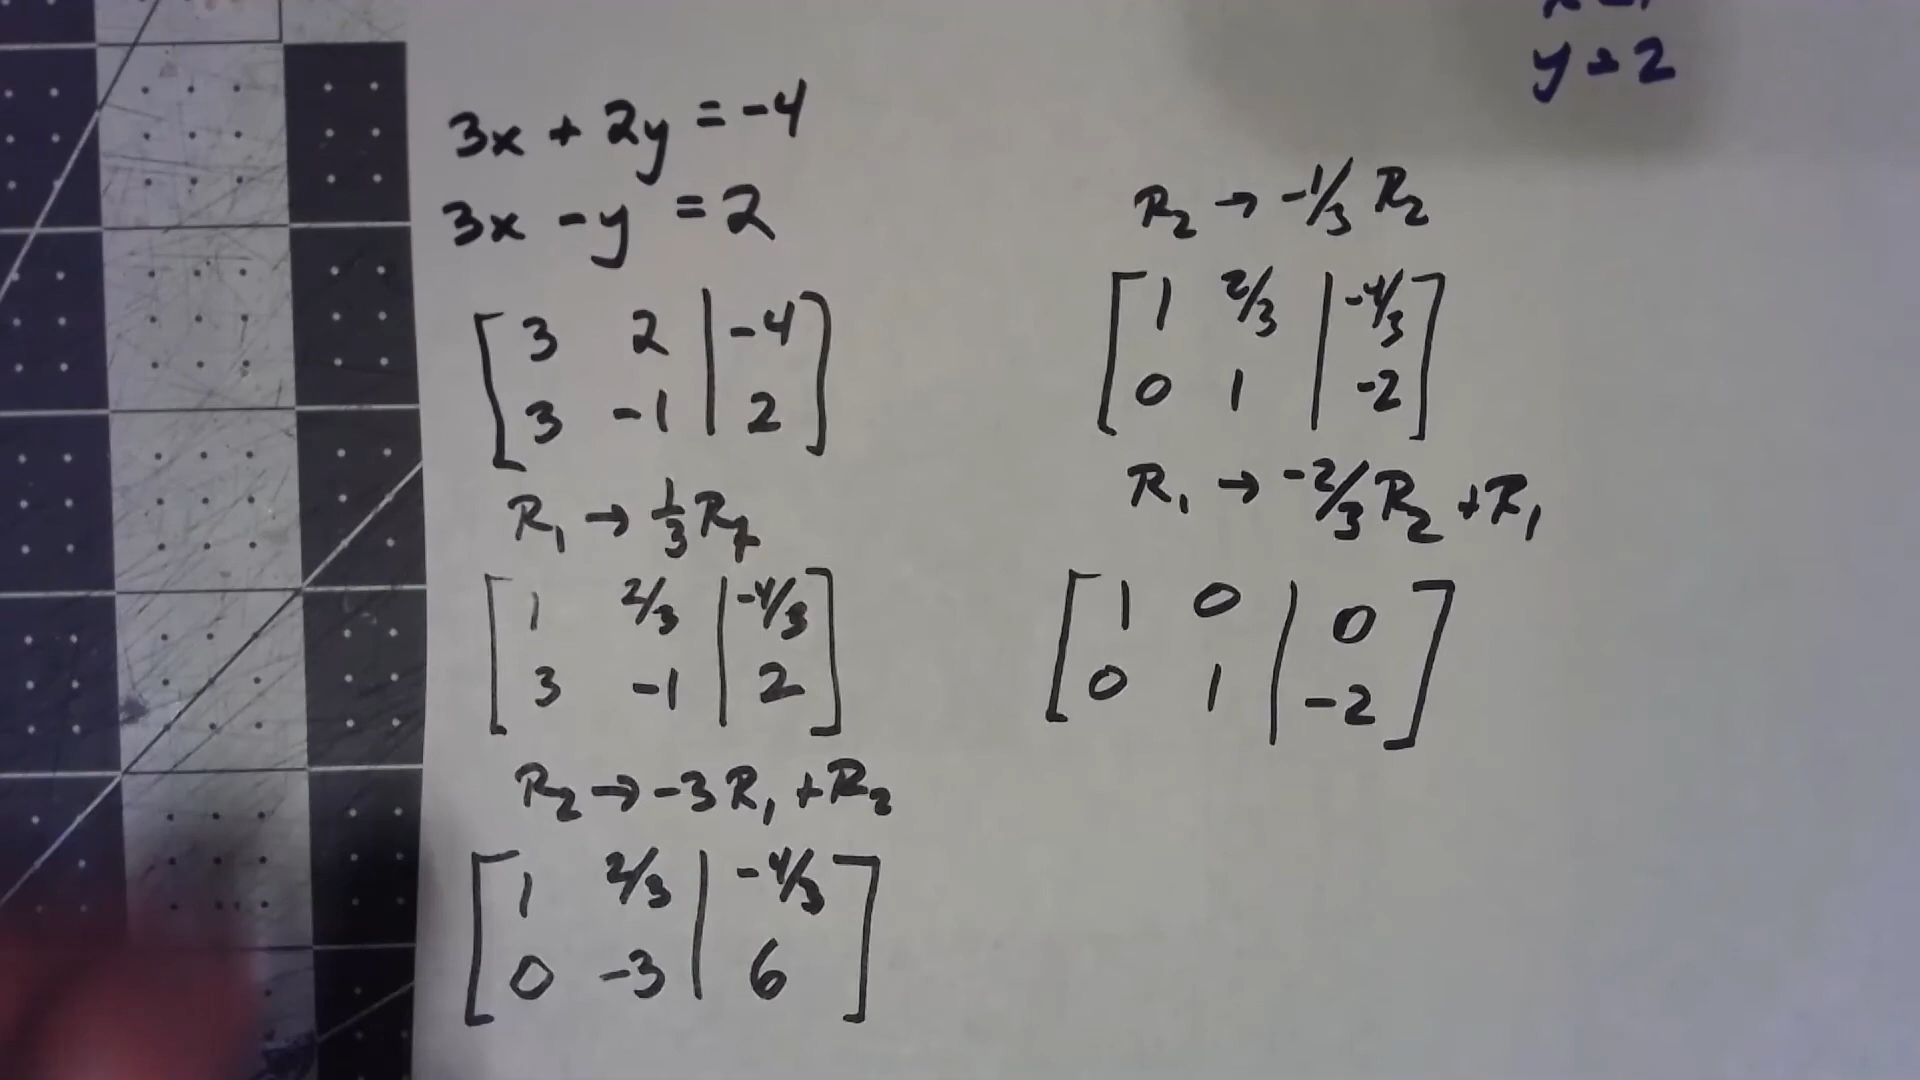 3x + 2y = -4
3x - y = 2
[ 3 2 | -4 ]
[ 3 -1 | 2 ]
R₁ → 1/3 R₁
[ 1 2/3 | -4/3 ]
[ 3 -1 | 2 ]
R₂ → -3R₁ + R₂
[ 1 2/3 | -4/3 ]
[ 0 -3 | 6 ]
y = 2
R₂ → -1/3 R₂
[ 1 2/3 | -4/3 ]
[ 0 1 | -2 ]
R₁ → -2/3 R₂ + R₁
[ 1 0 | 0 ]
[ 0 1 | -2 ]